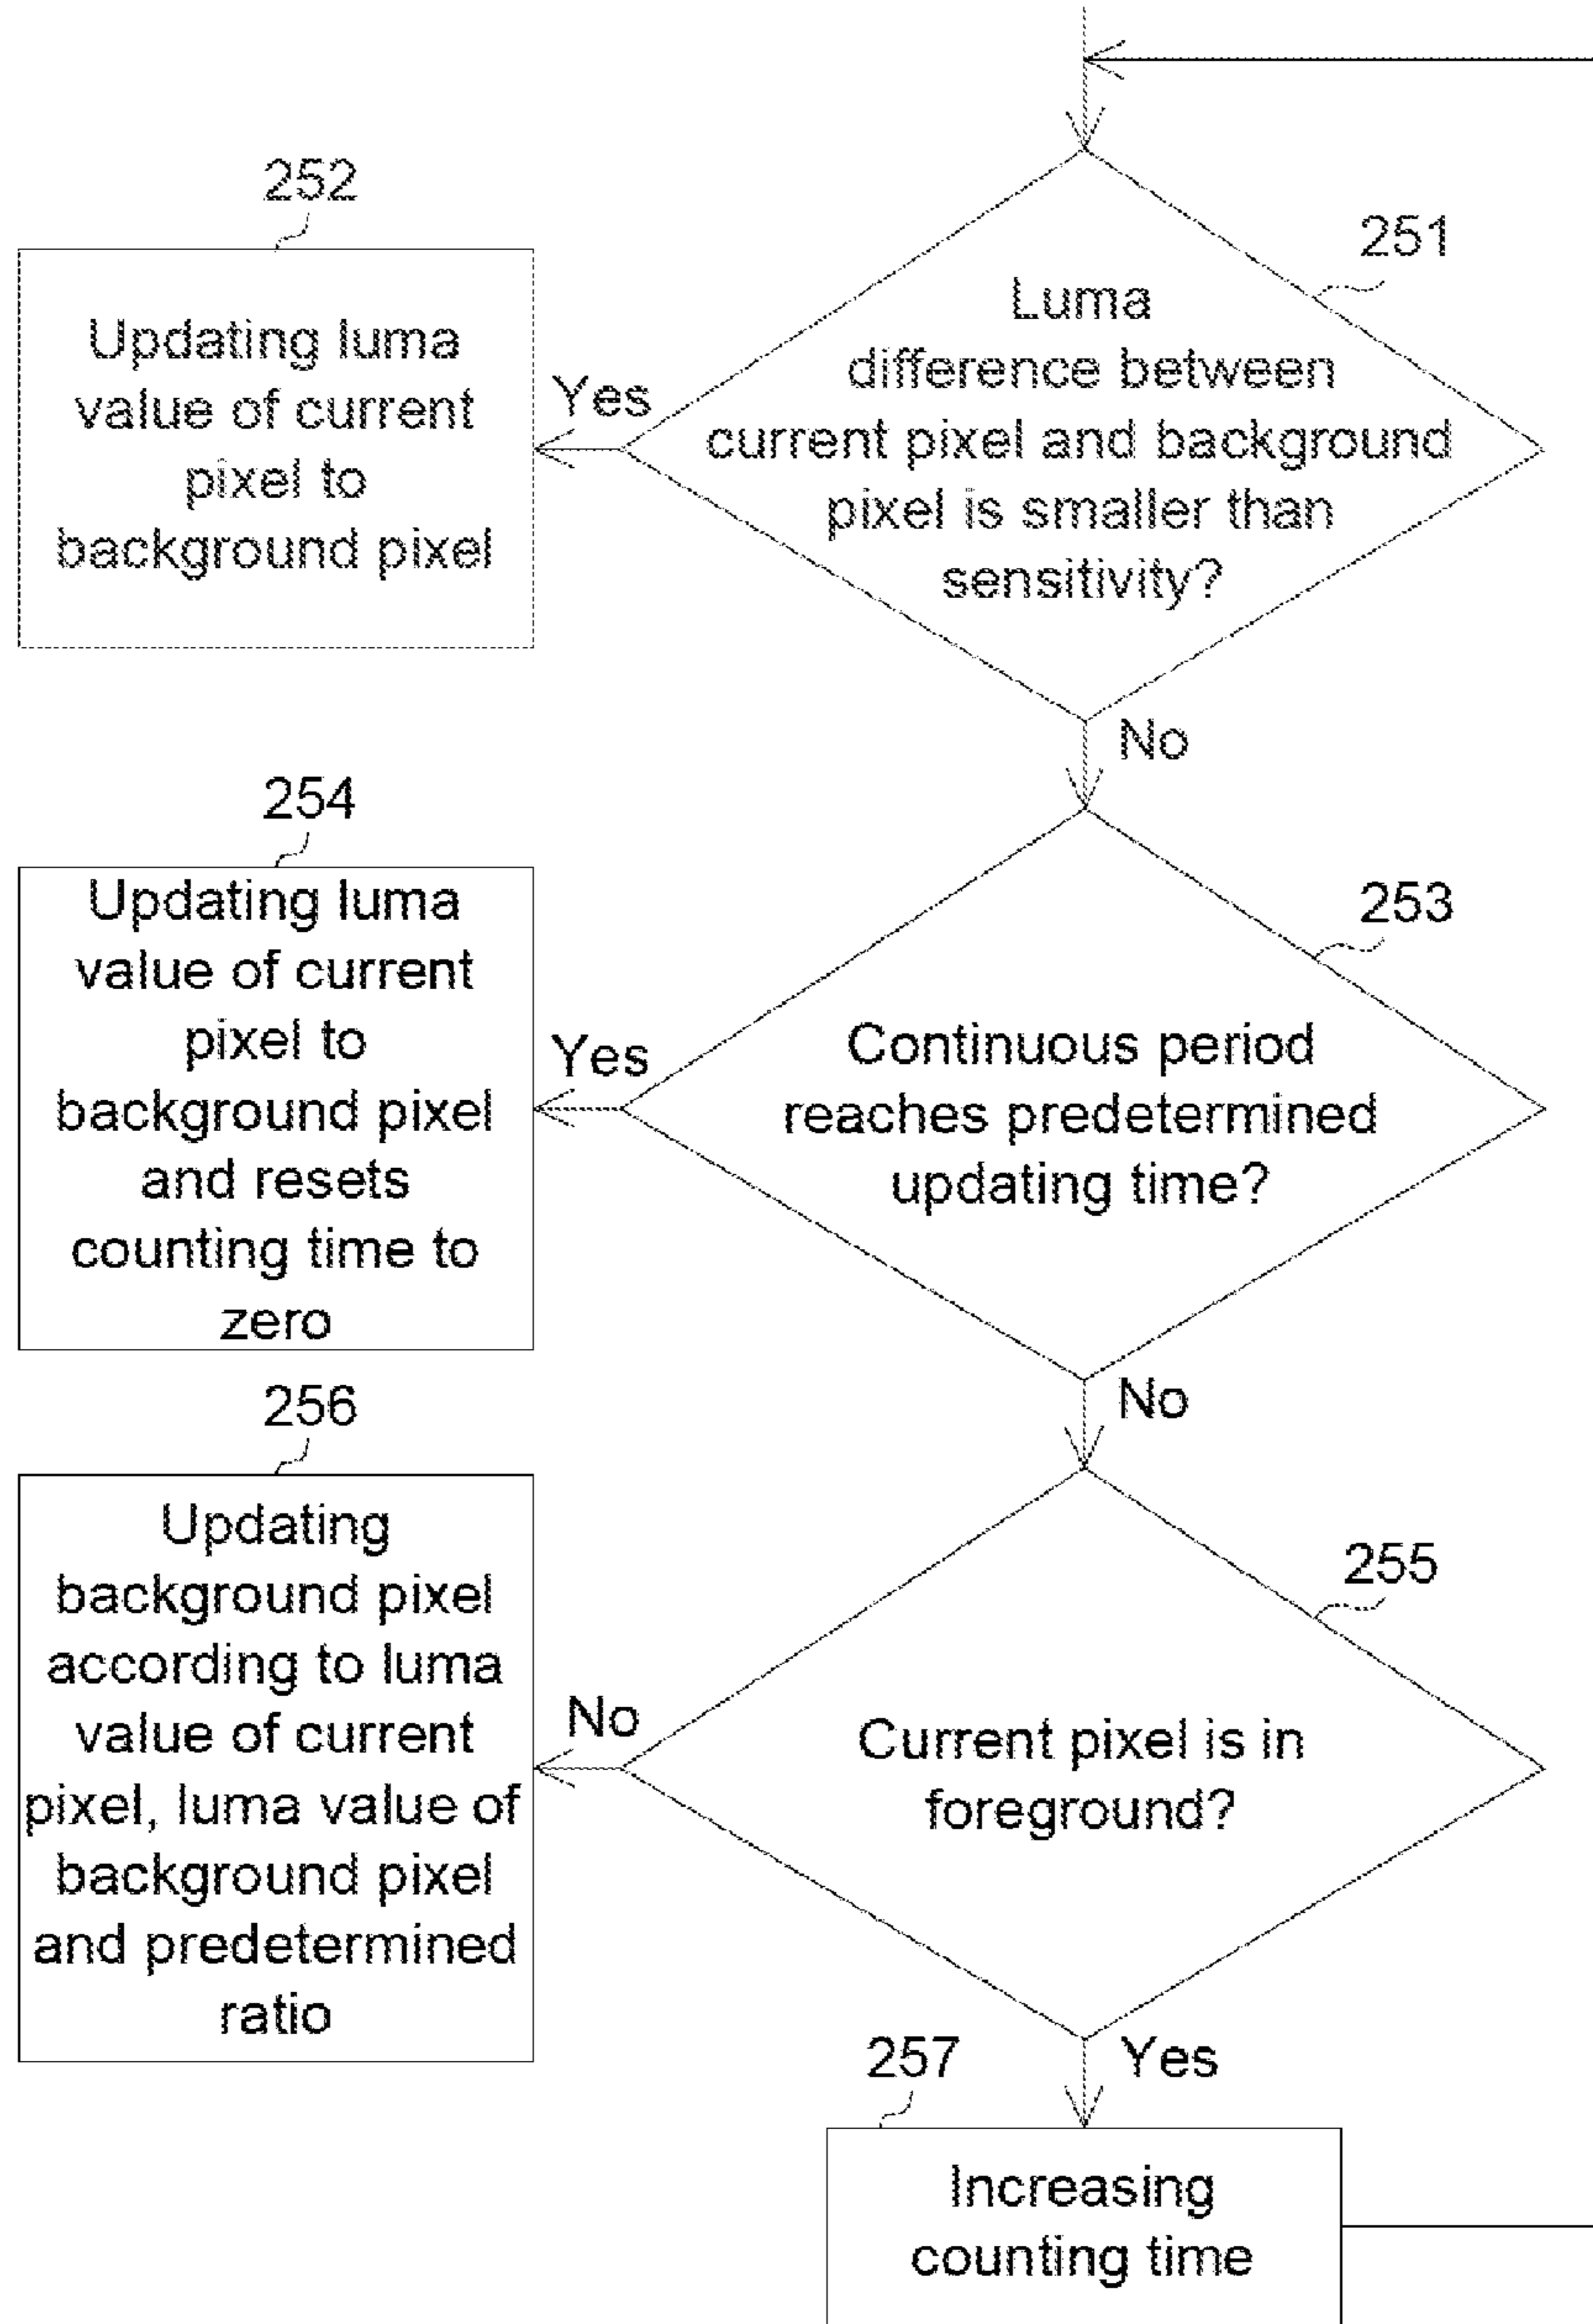 252
Updating luma
value of current
pixel to
background pixel
251
Luma
difference between
current pixel and background
pixel is smaller than
sensitivity?
Yes
No
254
Updating luma
value of current
pixel to
background pixel
and resets
counting time to
zero
253
Continuous period
reaches predetermined
updating time?
Yes
No
256
Updating
background pixel
according to luma
value of current
pixel, luma value of
background pixel
and predetermined
ratio
255
Current pixel is in
foreground?
No
Yes
257
Increasing
counting time